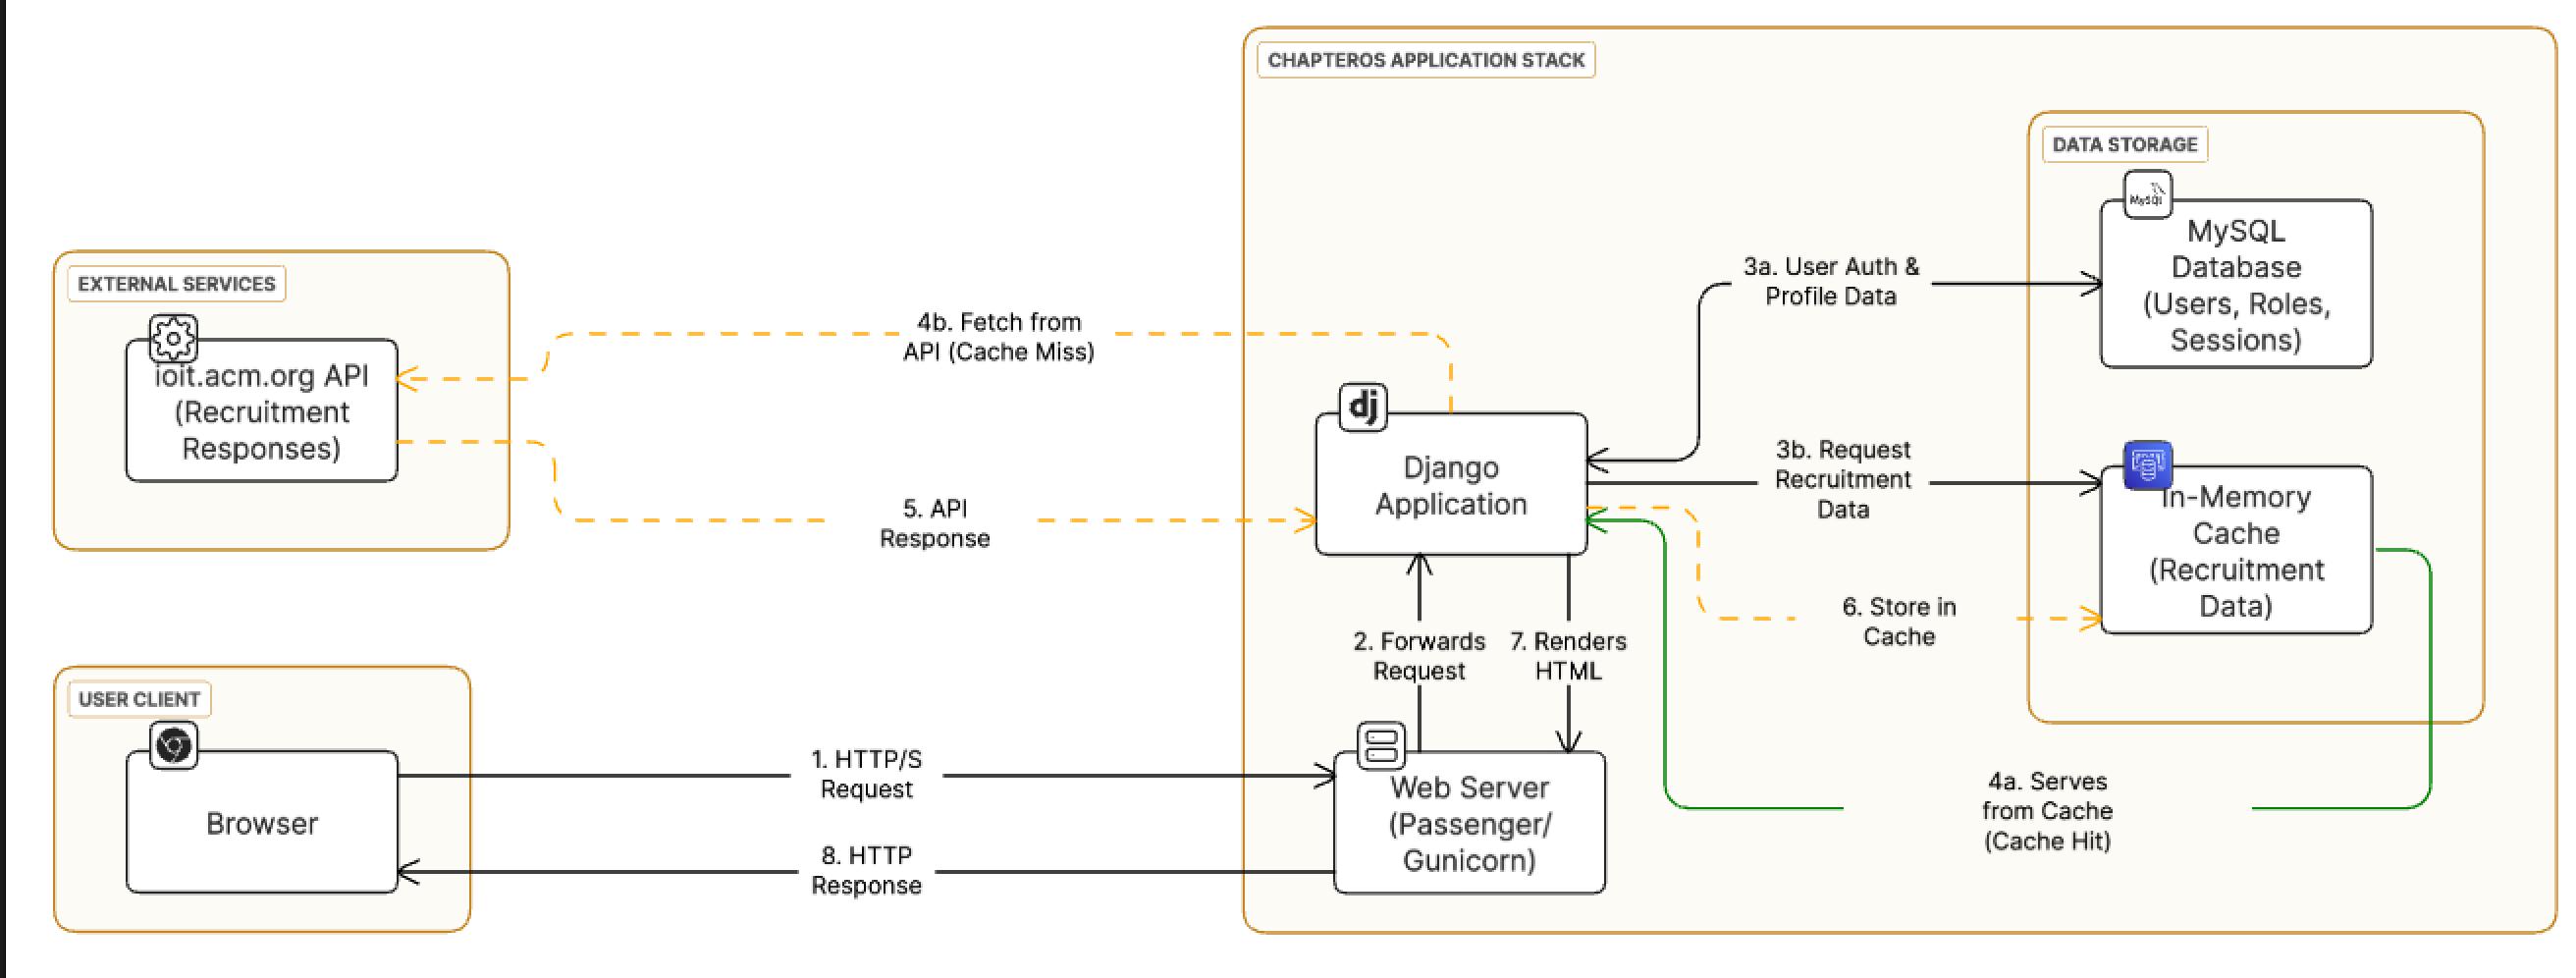 CHAPTEROS APPLICATION STACK
DATA STORAGE
MySQL
MySQL
Database
(Users, Roles,
Sessions)
3a. User Auth &
Profile Data
EXTERNAL SERVICES
ioit.acm.org API
(Recruitment
Responses)
4b. Fetch from
API (Cache Miss)
dj
Django
Application
3b. Request
Recruitment
Data
In-Memory
Cache
(Recruitment
Data)
5. API
Response
6. Store in
Cache
2. Forwards
Request
7. Renders
HTML
USER CLIENT
Browser
1. HTTP/S
Request
8. HTTP
Response
Web Server
(Passenger/
Gunicorn)
4a. Serves
from Cache
(Cache Hit)